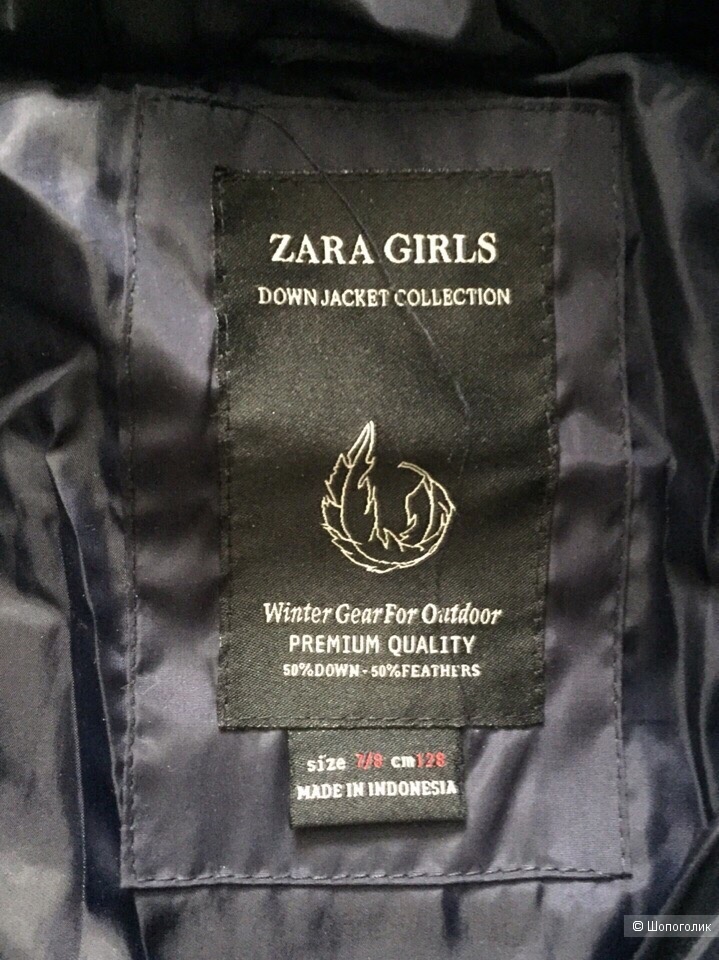 ZARA GIRLS
DOWN JACKET COLLECTION
Winter Gear For Outdoor
PREMIUM QUALITY
50%DOWN - 50%FEATHERS
size 7/8 cm128
MADE IN INDONESIA
© Шопоголик